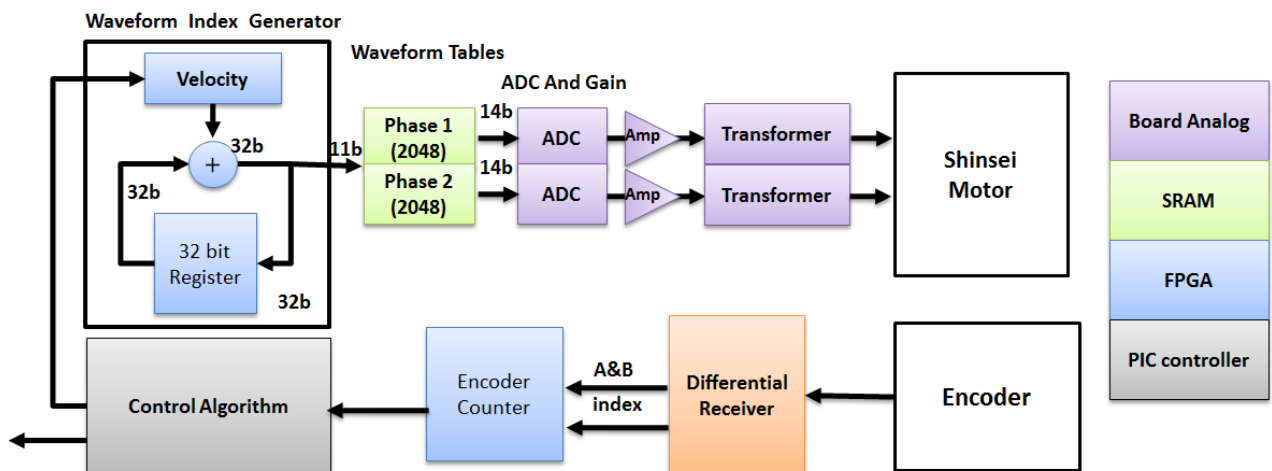 Waveform Index Generator
Velocity
+
32b
32b
32 bit
Register
32b
11b
Waveform Tables
Phase 1
(2048)
Phase 2
(2048)
14b
14b
ADC And Gain
ADC
ADC
Amp
Amp
Transformer
Transformer
Shinsei
Motor
Board Analog
SRAM
FPGA
PIC controller
Control Algorithm
Encoder
Counter
A&B
index
Differential
Receiver
Encoder